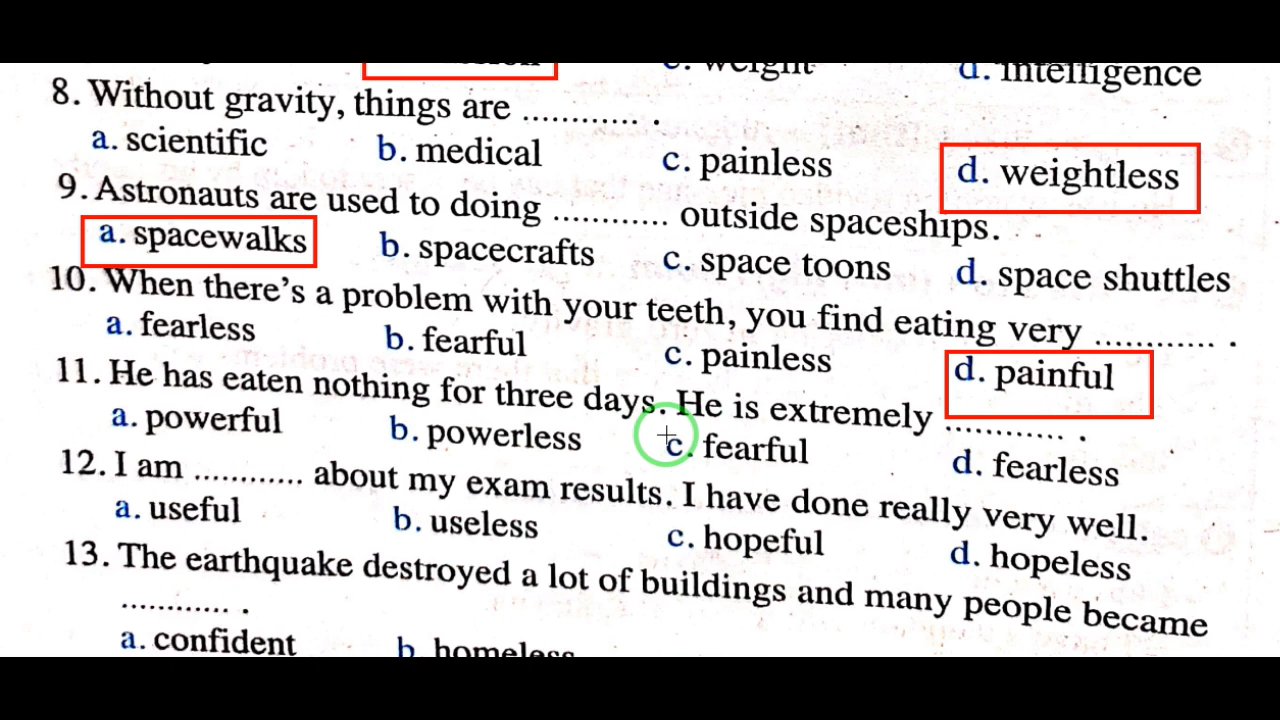 c. weight d. intelligence
8. Without gravity, things are ............. .
a. scientific b. medical c. painless d. weightless
9. Astronauts are used to doing ............ outside spaceships.
a. spacewalks b. spacecrafts c. space toons d. space shuttles
10. When there's a problem with your teeth, you find eating very ............. .
a. fearless b. fearful c. painless d. painful
11. He has eaten nothing for three days. He is extremely ............. .
a. powerful b. powerless c. fearful d. fearless
12. I am ............ about my exam results. I have done really very well.
a. useful b. useless c. hopeful d. hopeless
13. The earthquake destroyed a lot of buildings and many people became
............ .
a. confident b. homeless